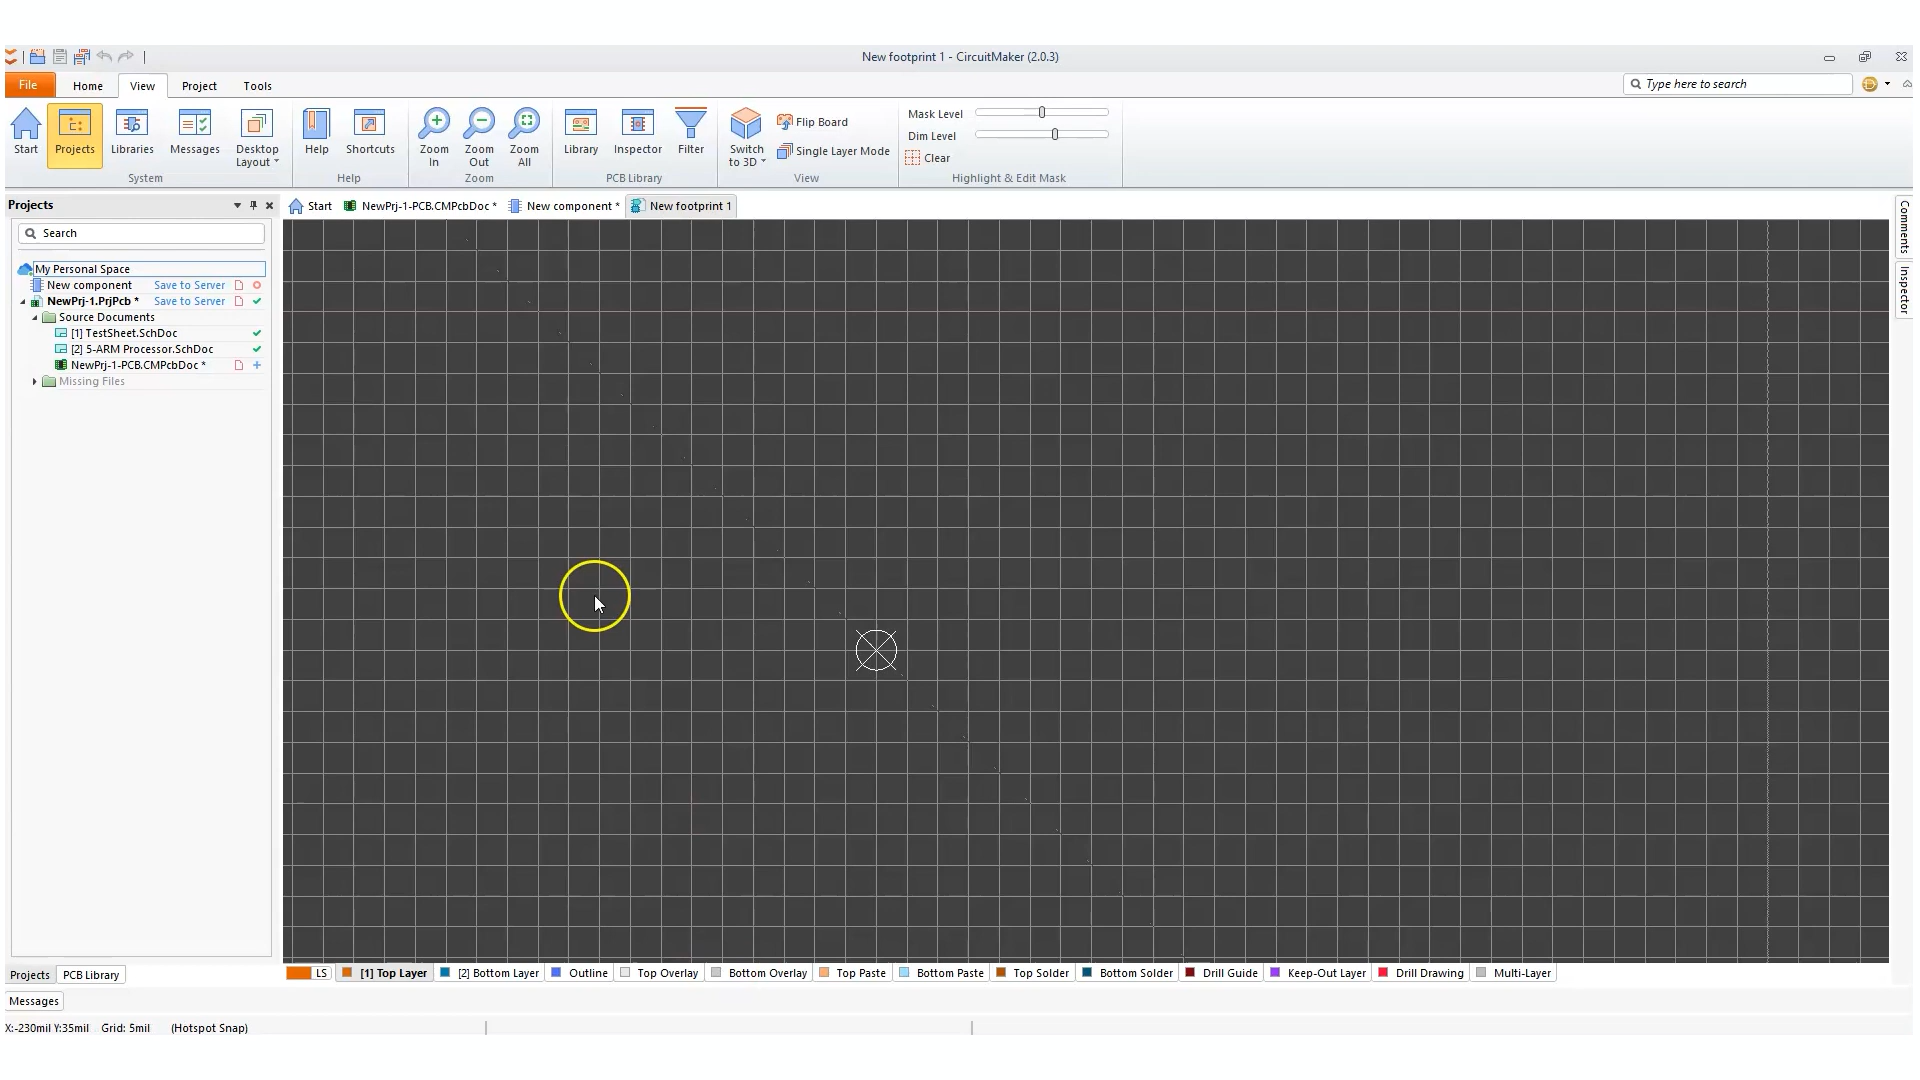 New footprint 1 - CircuitMaker (2.0.3)
File Home View Project Tools
Type here to search
Start Projects Libraries Messages Desktop Layout
System
Help Shortcuts
Help
Zoom In Zoom Out Zoom All
Zoom
Library Inspector Filter
PCB Library
Switch to 3D Flip Board
Single Layer Mode
View
Mask Level
Dim Level
Clear
Highlight & Edit Mask
Projects
Start NewPrj-1-PCB.CMPcbDoc * New component * New footprint 1
Search
My Personal Space
New component Save to Server
NewPrj-1.PrjPcb * Save to Server
Source Documents
[1] TestSheet.SchDoc
[2] 5-ARM Processor.SchDoc
NewPrj-1-PCB.CMPcbDoc *
Missing Files
Comments
Inspector
Projects PCB Library
LS [1] Top Layer [2] Bottom Layer Outline Top Overlay Bottom Overlay Top Paste Bottom Paste Top Solder Bottom Solder Drill Guide Keep-Out Layer Drill Drawing Multi-Layer
Messages
X:-230mil Y:35mil Grid: 5mil (Hotspot Snap)